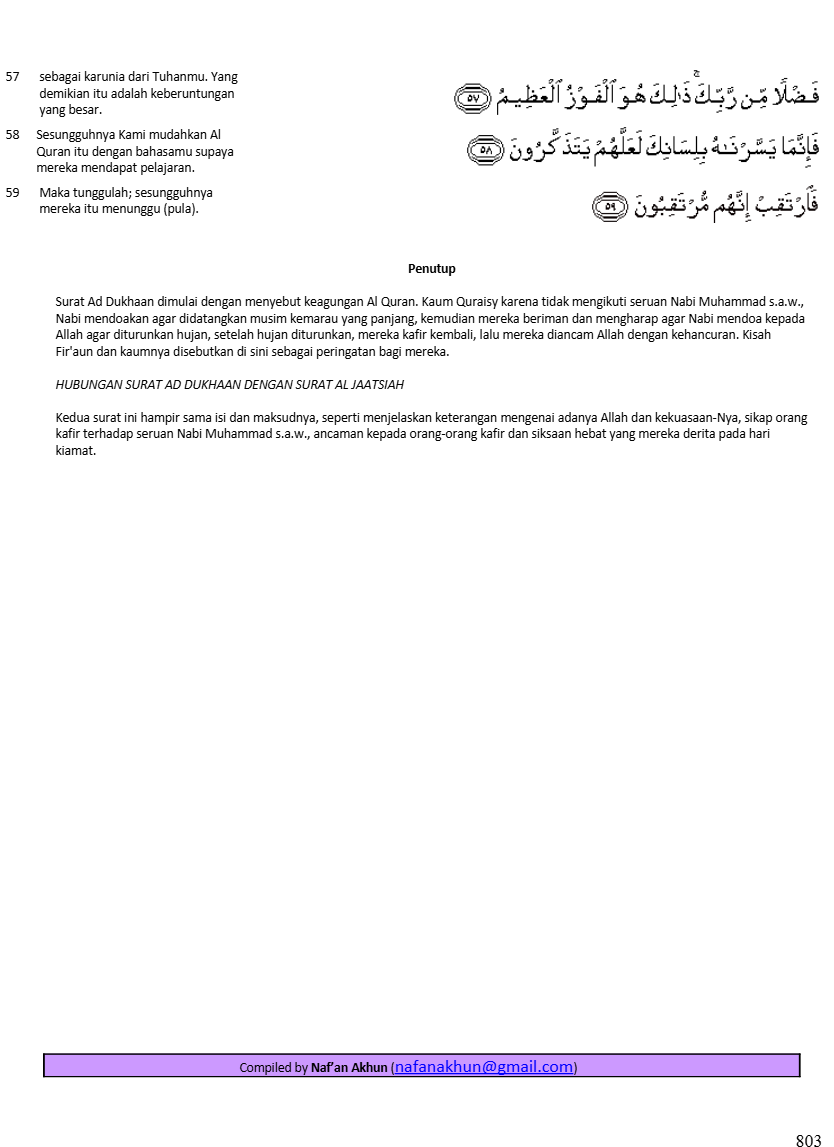 57 sebagai karunia dari Tuhanmu. Yang
demikian itu adalah keberuntungan
yang besar.
فَضْلًا مِّن رَّبِّكَ ۚ ذَٰلِكَ هُوَ ٱلْفَوْزُ ٱلْعَظِيمُ ﴿٥٧﴾
58 Sesungguhnya Kami mudahkan Al
Quran itu dengan bahasamu supaya
mereka mendapat pelajaran.
فَإِنَّمَا يَسَّرْنَٰهُ بِلِسَانِكَ لَعَلَّهُمْ يَتَذَكَّرُونَ ﴿٥٨﴾
59 Maka tunggulah; sesungguhnya
mereka itu menunggu (pula).
فَٱرْتَقِبْ إِنَّهُم مُّرْتَقِبُونَ ﴿٥٩﴾
Penutup
Surat Ad Dukhaan dimulai dengan menyebut keagungan Al Quran. Kaum Quraisy karena tidak mengikuti seruan Nabi Muhammad s.a.w.,
Nabi mendoakan agar didatangkan musim kemarau yang panjang, kemudian mereka beriman dan mengharap agar Nabi mendoa kepada
Allah agar diturunkan hujan, setelah hujan diturunkan, mereka kafir kembali, lalu mereka diancam Allah dengan kehancuran. Kisah
Fir'aun dan kaumnya disebutkan di sini sebagai peringatan bagi mereka.
HUBUNGAN SURAT AD DUKHAAN DENGAN SURAT AL JAATSIAH
Kedua surat ini hampir sama isi dan maksudnya, seperti menjelaskan keterangan mengenai adanya Allah dan kekuasaan-Nya, sikap orang
kafir terhadap seruan Nabi Muhammad s.a.w., ancaman kepada orang-orang kafir dan siksaan hebat yang mereka derita pada hari
kiamat.
Compiled by Naf’an Akhun (nafanakhun@gmail.com)
803